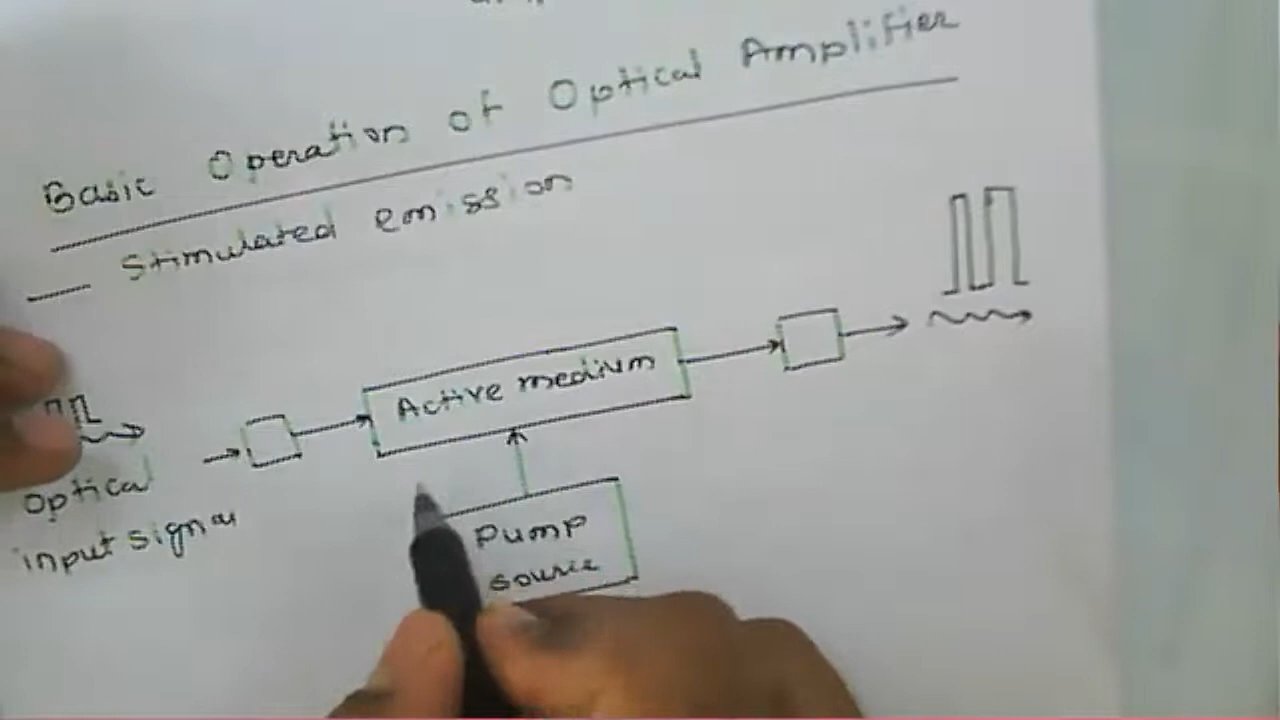 Basic Operation of Optical Amplifier
Stimulated emission
Active medium
Optical
input signal
Pump
source